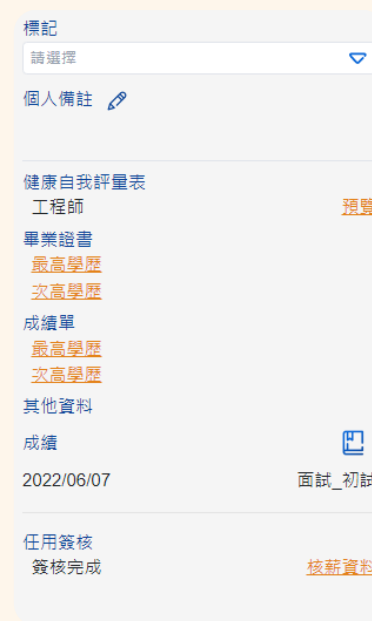 標記
請選擇
個人備註
健康自我評量表
工程師 預覽
畢業證書
最高學歷
次高學歷
成績單
最高學歷
次高學歷
其他資料
成績
2022/06/07 面試_初試
任用簽核
簽核完成 核薪資料